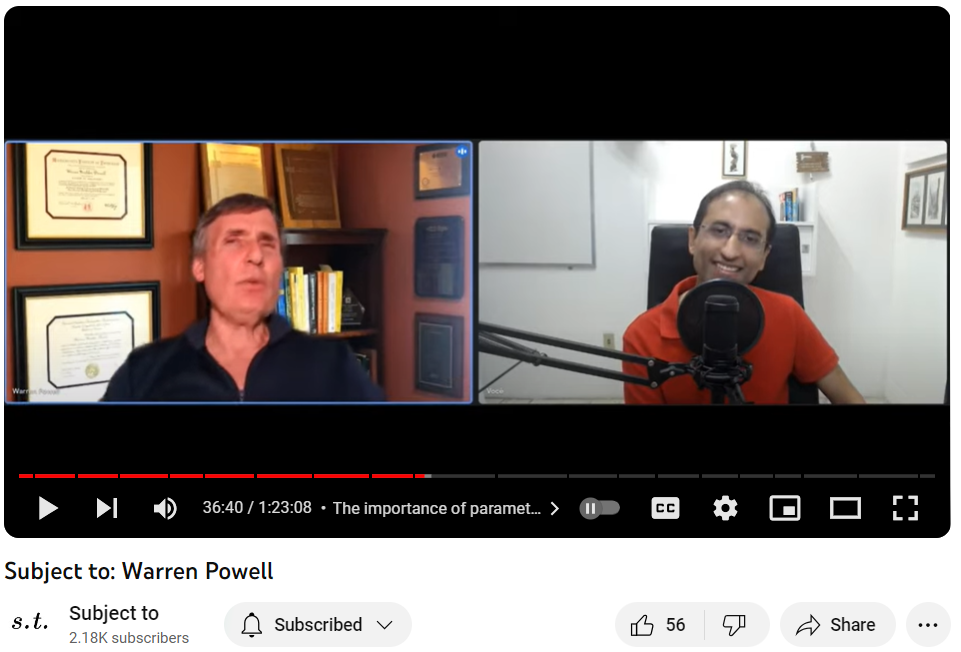 Warren Powell
36:40 / 1:23:08 • The importance of paramet...
CC
Subject to: Warren Powell
s.t.
Subject to
2.18K subscribers
Subscribed
56
Share